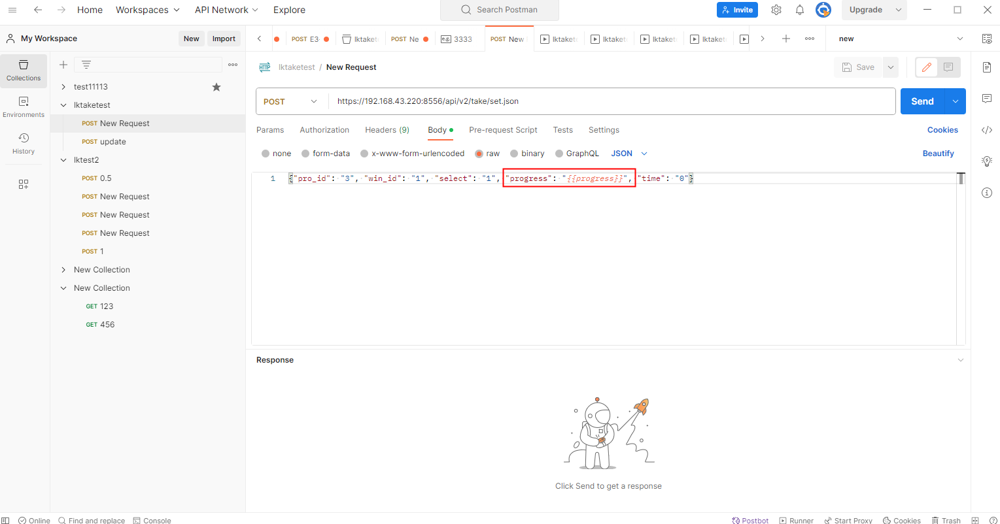 Home Workspaces API Network Explore Search Postman Invite Upgrade
My Workspace New Import POST E3 lktaket POST Ne e.g. 3333 POST New lktaket lktaket lktaket lktaket new
Collections
Environments
History
test11113
lktaketest
POST New Request
POST update
lktest2
POST 0.5
POST New Request
POST New Request
POST New Request
POST 1
New Collection
New Collection
GET 123
GET 456
HTTP lktaketest / New Request Save
POST https://192.168.43.220:8556/api/v2/take/set.json Send
Params Authorization Headers (9) Body Pre-request Script Tests Settings Cookies
none form-data x-www-form-urlencoded raw binary GraphQL JSON Beautify
1 {"pro_id": "3", "win_id": "1", "select": "1", "progress": "{{progress}}", "time": "0"}
Response
Click Send to get a response
Online Find and replace Console Postbot Runner Start Proxy Cookies Trash